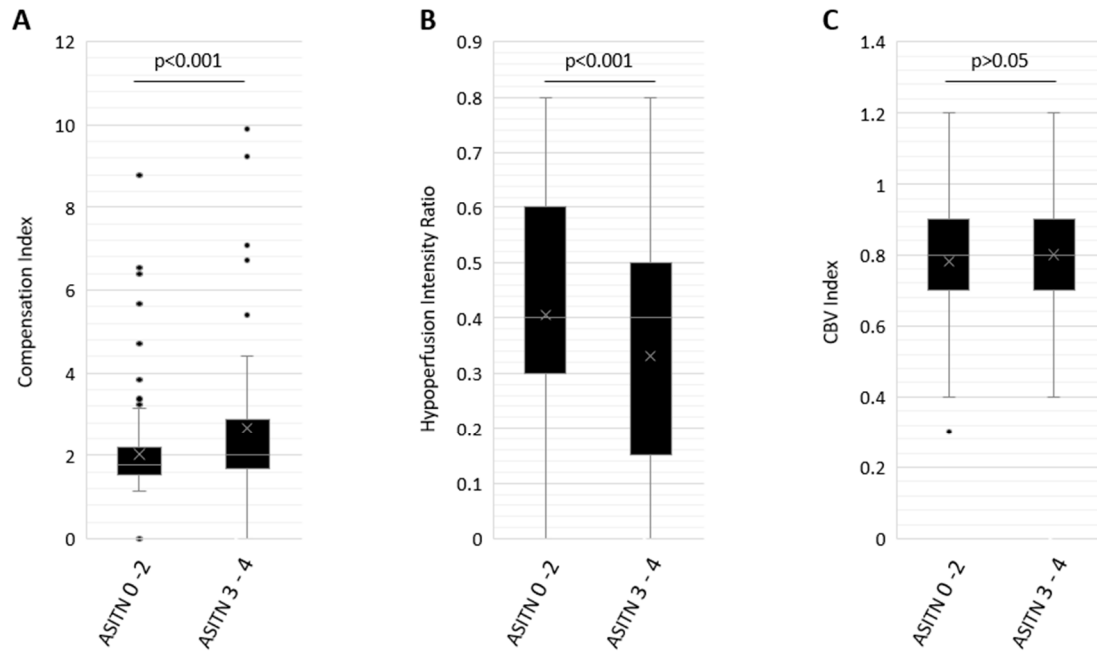 A
Compensation Index
12
10
8
6
4
2
0
p<0.001
ASITN 0 -2
ASITN 3 - 4
B
Hypoperfusion Intensity Ratio
0.9
0.8
0.7
0.6
0.5
0.4
0.3
0.2
0.1
0
p<0.001
ASITN 0 -2
ASITN 3 - 4
C
CBV Index
1.4
1.2
1
0.8
0.6
0.4
0.2
0
p>0.05
ASITN 0 -2
ASITN 3 - 4